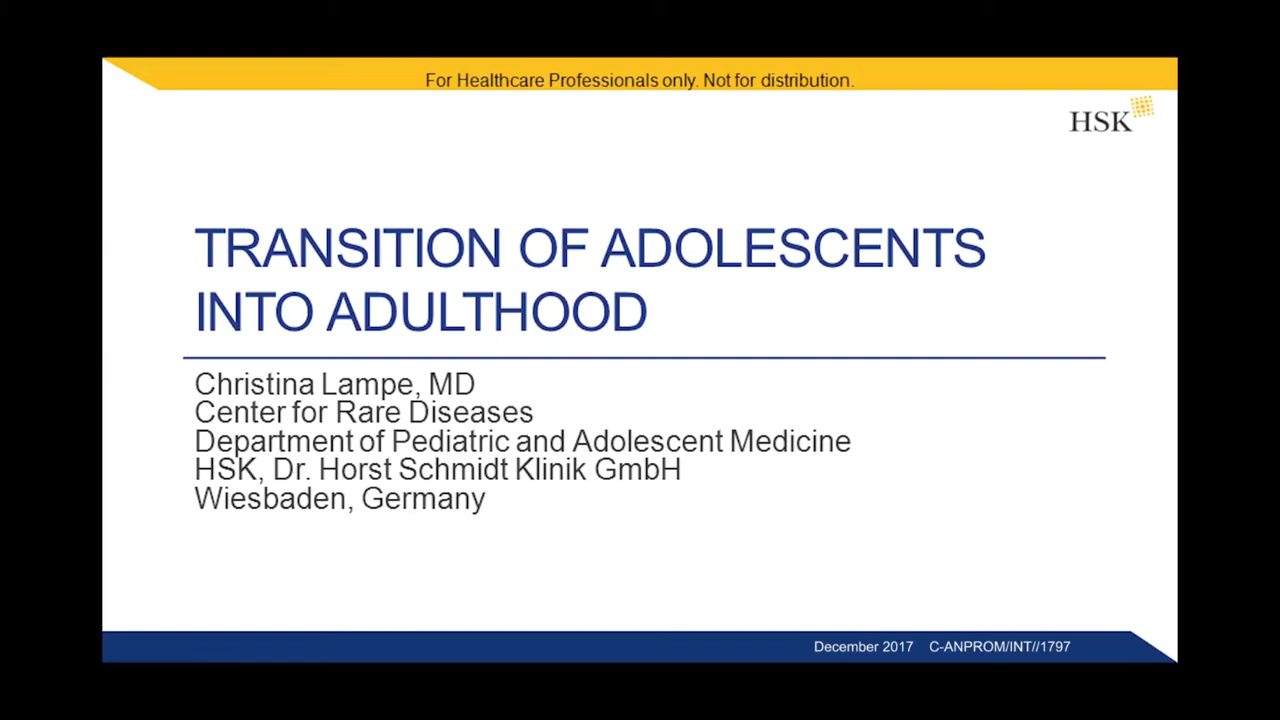 For Healthcare Professionals only. Not for distribution.
HSK
TRANSITION OF ADOLESCENTS
INTO ADULTHOOD
Christina Lampe, MD
Center for Rare Diseases
Department of Pediatric and Adolescent Medicine
HSK, Dr. Horst Schmidt Klinik GmbH
Wiesbaden, Germany
December 2017 C-ANPROM/INT//1797